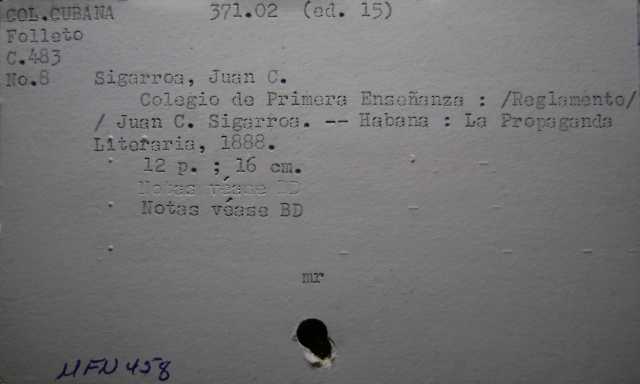 COL.CUBANA 371.02 (ed. 15)
Folleto
C.483
No.8 Sigarroa, Juan C.
Colegio de Primera Enseñanza : /Reglamento/
/ Juan C. Sigarroa. -- Habana : La Propaganda
Literaria, 1888.
12 p. ; 16 cm.
Notas véase BD
Notas véase BD
mr
MFN 458